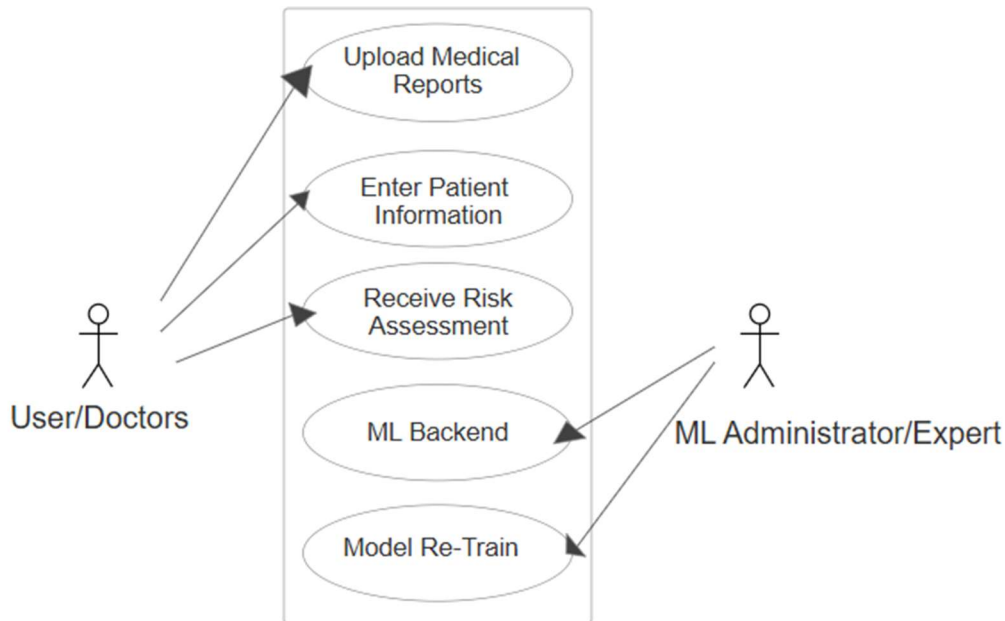 Upload Medical
Reports
Enter Patient
Information
Receive Risk
Assessment
User/Doctors
ML Administrator/Expert
ML Backend
Model Re-Train